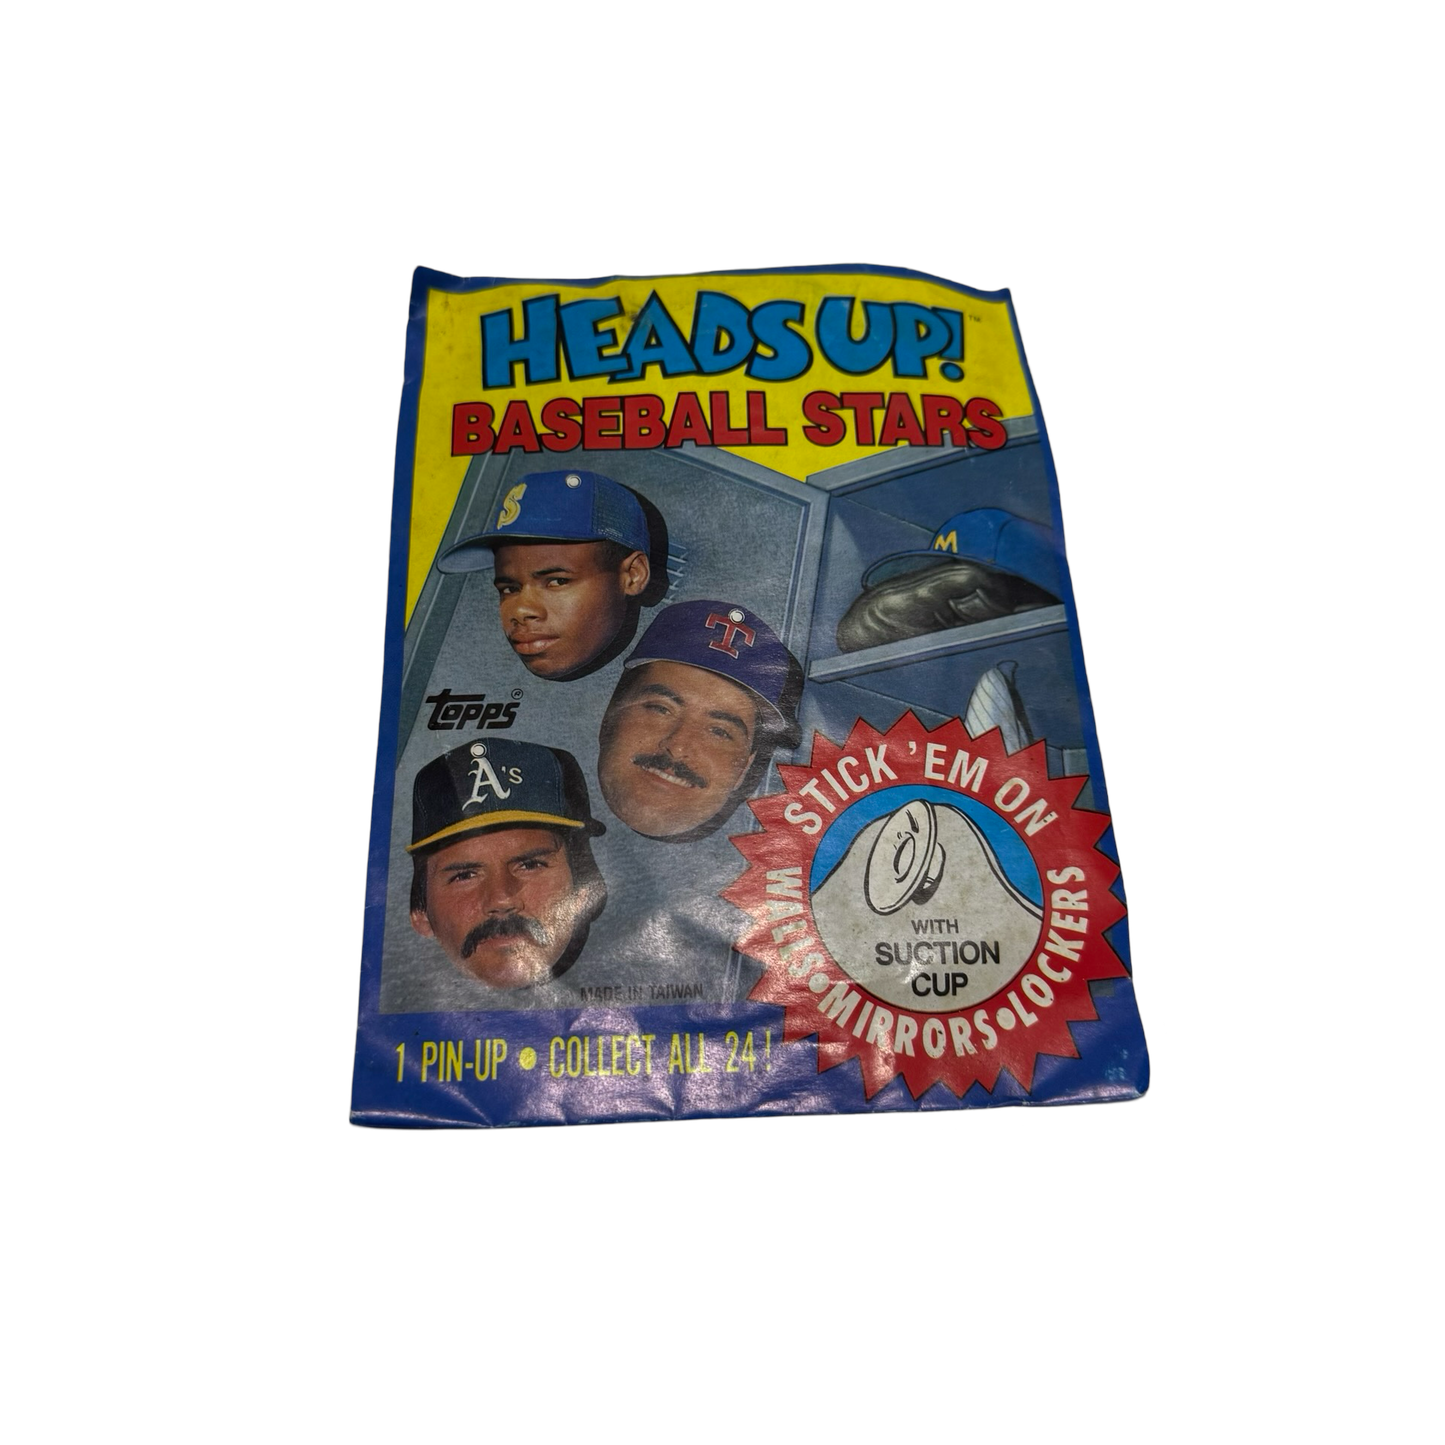 HEADS UP!™
BASEBALL STARS
S
M
T
topps®
A's
MADE IN TAIWAN
STICK 'EM ON
WALLS • MIRRORS • LOCKERS
WITH
SUCTION
CUP
1 PIN-UP • COLLECT ALL 24!